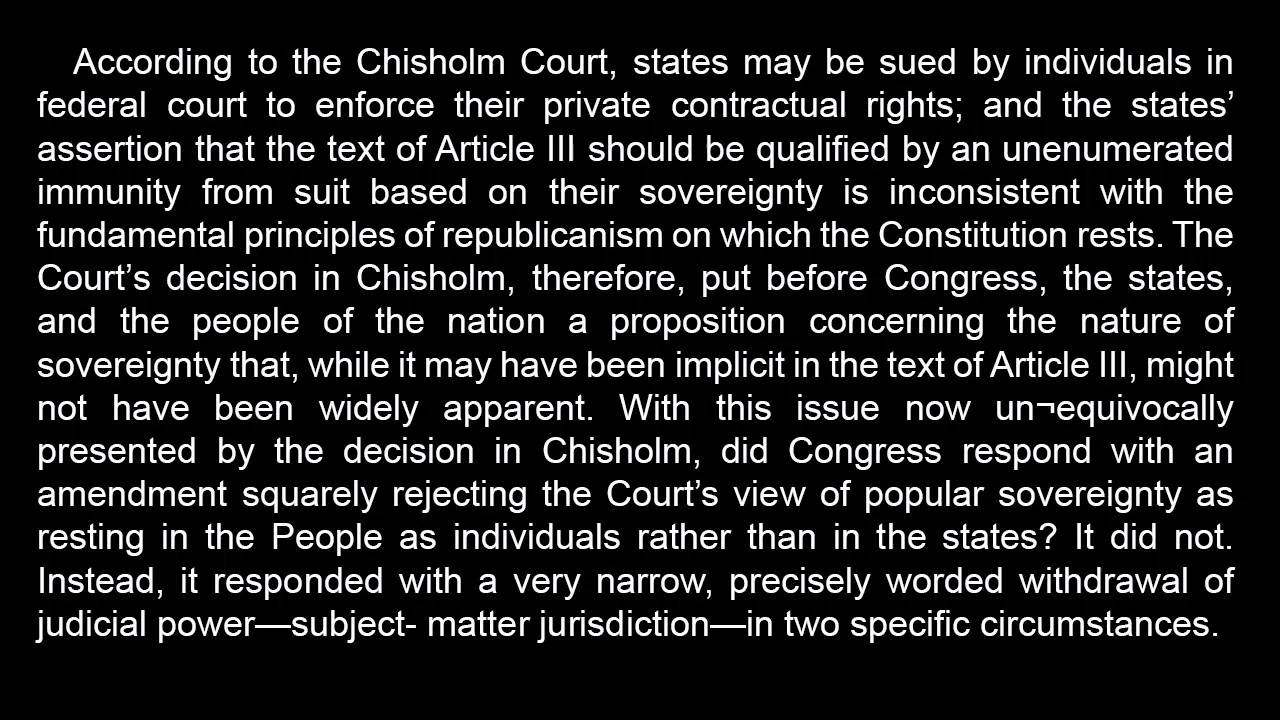 According to the Chisholm Court, states may be sued by individuals in
federal court to enforce their private contractual rights; and the states’
assertion that the text of Article III should be qualified by an unenumerated
immunity from suit based on their sovereignty is inconsistent with the
fundamental principles of republicanism on which the Constitution rests. The
Court’s decision in Chisholm, therefore, put before Congress, the states,
and the people of the nation a proposition concerning the nature of
sovereignty that, while it may have been implicit in the text of Article III, might
not have been widely apparent. With this issue now un¬equivocally
presented by the decision in Chisholm, did Congress respond with an
amendment squarely rejecting the Court’s view of popular sovereignty as
resting in the People as individuals rather than in the states? It did not.
Instead, it responded with a very narrow, precisely worded withdrawal of
judicial power—subject- matter jurisdiction—in two specific circumstances.